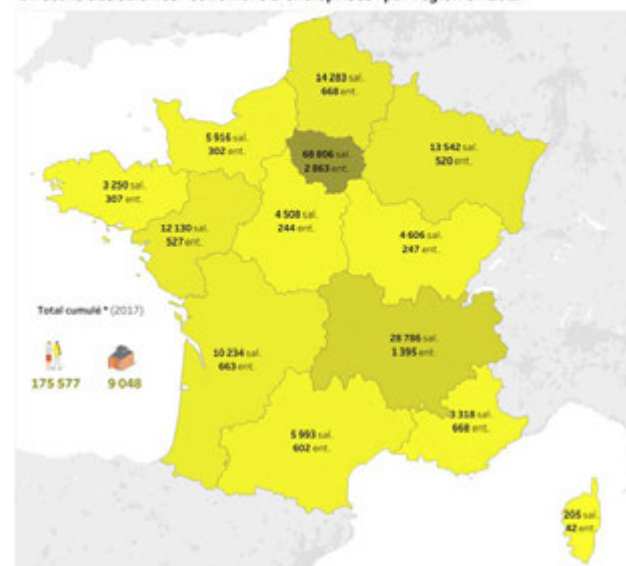 14 283 sal.
668 ent.
5 916 sal.
302 ent.
68 806 sal.
2 863 ent.
13 542 sal.
520 ent.
3 250 sal.
307 ent.
12 130 sal.
527 ent.
4 508 sal.
244 ent.
4 606 sal.
247 ent.
Total cumulé * (2017)
175 577
9 048
10 234 sal.
663 ent.
28 786 sal.
1 395 ent.
5 993 sal.
602 ent.
3 318 sal.
668 ent.
205 sal.
42 ent.